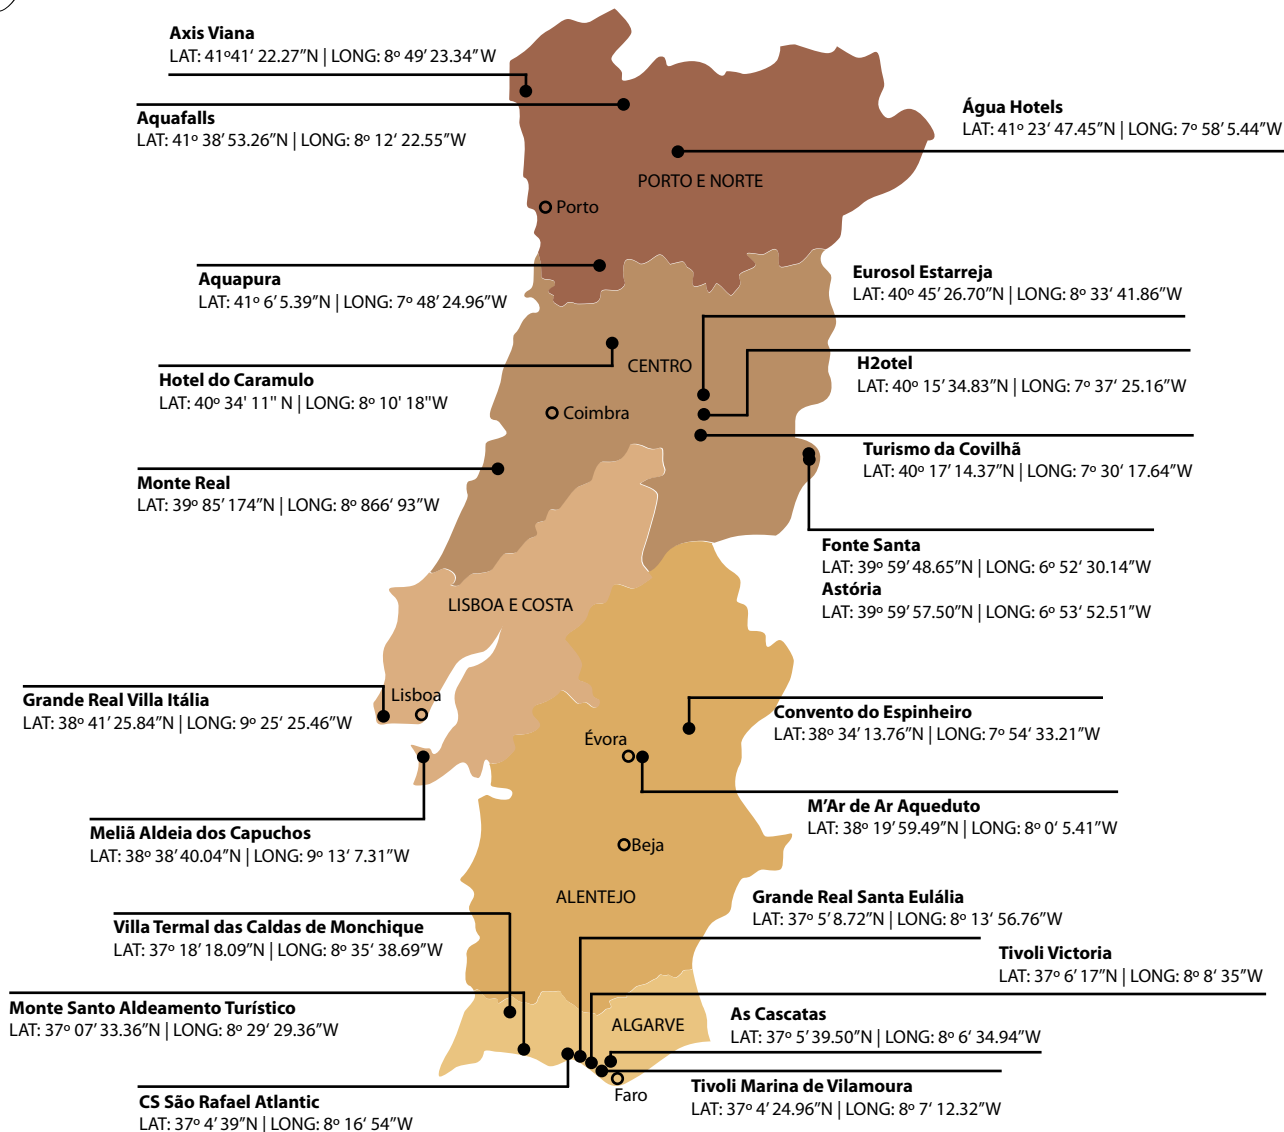 Axis Viana
LAT: 41º41‘ 22.27’’N | LONG: 8º 49‘ 23.34’’ W
Aquafalls
LAT: 41º 38‘ 53.26’’N | LONG: 8º 12‘ 22.55’’W
Água Hotels
LAT: 41º 23‘ 47.45’’N | LONG: 7º 58‘ 5.44’’W
PORTO E NORTE
Porto
Aquapura
LAT: 41º 6‘ 5.39’’N | LONG: 7º 48‘ 24.96’’W
Eurosol Estarreja
LAT: 40º 45‘ 26.70’’N | LONG: 8º 33‘ 41.86’’W
CENTRO
H2otel
LAT: 40º 15‘ 34.83’’N | LONG: 7º 37‘ 25.16’’W
Hotel do Caramulo
LAT: 40º 34' 11'' N | LONG: 8º 10' 18''W
Coimbra
Turismo da Covilhã
LAT: 40º 17‘ 14.37’’N | LONG: 7º 30‘ 17.64’’W
Monte Real
LAT: 39º 85‘ 174’’N | LONG: 8º 866‘ 93’’W
Fonte Santa
LAT: 39º 59‘ 48.65’’N | LONG: 6º 52‘ 30.14’’W
Astória
LAT: 39º 59‘ 57.50’’N | LONG: 6º 53‘ 52.51’’W
LISBOA E COSTA
Lisboa
Grande Real Villa Itália
LAT: 38º 41‘ 25.84’’N | LONG: 9º 25‘ 25.46’’W
Convento do Espinheiro
LAT: 38º 34‘ 13.76’’N | LONG: 7º 54‘ 33.21’’W
Évora
M’Ar de Ar Aqueduto
LAT: 38º 19‘ 59.49’’N | LONG: 8º 0‘ 5.41’’W
Meliã Aldeia dos Capuchos
LAT: 38º 38‘ 40.04’’N | LONG: 9º 13‘ 7.31’’W
Beja
ALENTEJO
Grande Real Santa Eulália
LAT: 37º 5‘ 8.72’’N | LONG: 8º 13‘ 56.76’’W
Villa Termal das Caldas de Monchique
LAT: 37º 18‘ 18.09’’N | LONG: 8º 35‘ 38.69’’W
Tivoli Victoria
LAT: 37º 6‘ 17’’N | LONG: 8º 8‘ 35’’W
Monte Santo Aldeamento Turístico
LAT: 37º 07‘ 33.36’’N | LONG: 8º 29‘ 29.36’’W
ALGARVE
As Cascatas
LAT: 37º 5‘ 39.50’’N | LONG: 8º 6‘ 34.94’’W
Tivoli Marina de Vilamoura
LAT: 37º 4‘ 24.96’’N | LONG: 8º 7‘ 12.32’’W
Faro
CS São Rafael Atlantic
LAT: 37º 4‘ 39’’N | LONG: 8º 16‘ 54’’W